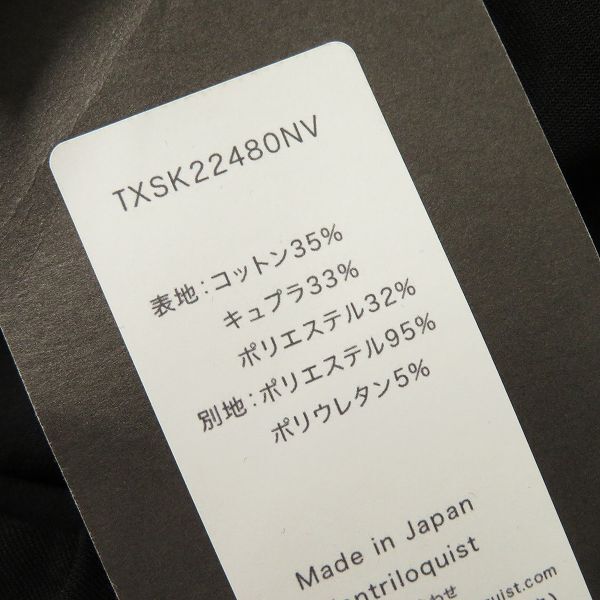 TXSK22480NV
表地:コットン35%
キュプラ33%
ポリエステル32%
別地:ポリエステル95%
ポリウレタン5%
Made in Japan